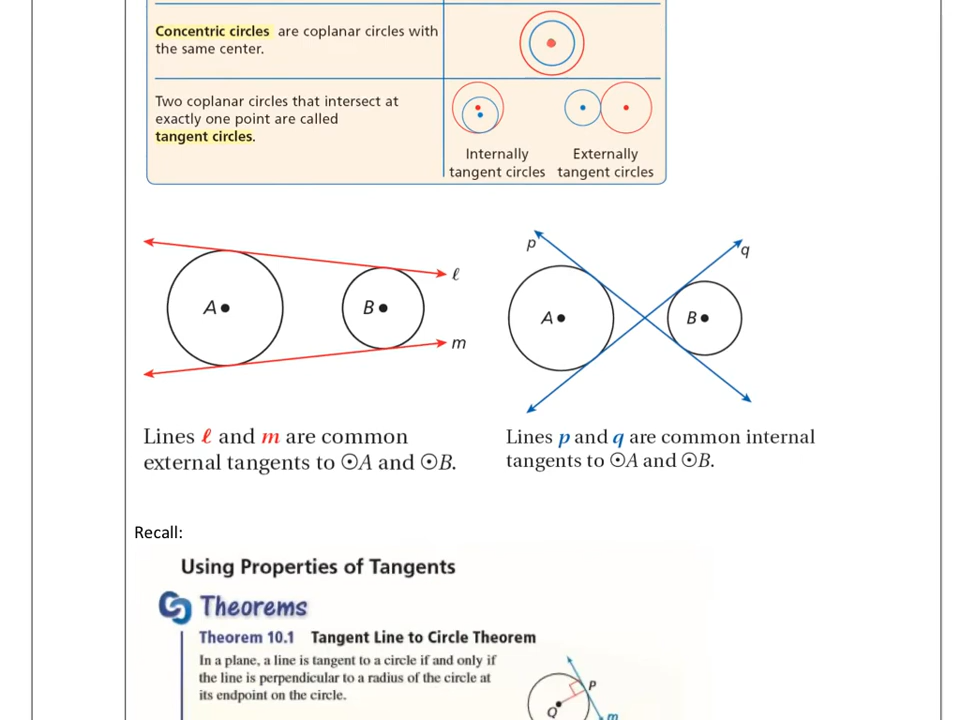 Concentric circles are coplanar circles with
the same center.
Two coplanar circles that intersect at
exactly one point are called
tangent circles.
Internally
tangent circles
Externally
tangent circles
A
B
ℓ
m
p
q
A
B
Lines ℓ and m are common
external tangents to ⊙A and ⊙B.
Lines p and q are common internal
tangents to ⊙A and ⊙B.
Recall:
Using Properties of Tangents
Theorems
Theorem 10.1 Tangent Line to Circle Theorem
In a plane, a line is tangent to a circle if and only if
the line is perpendicular to a radius of the circle at
its endpoint on the circle.
P
Q
m